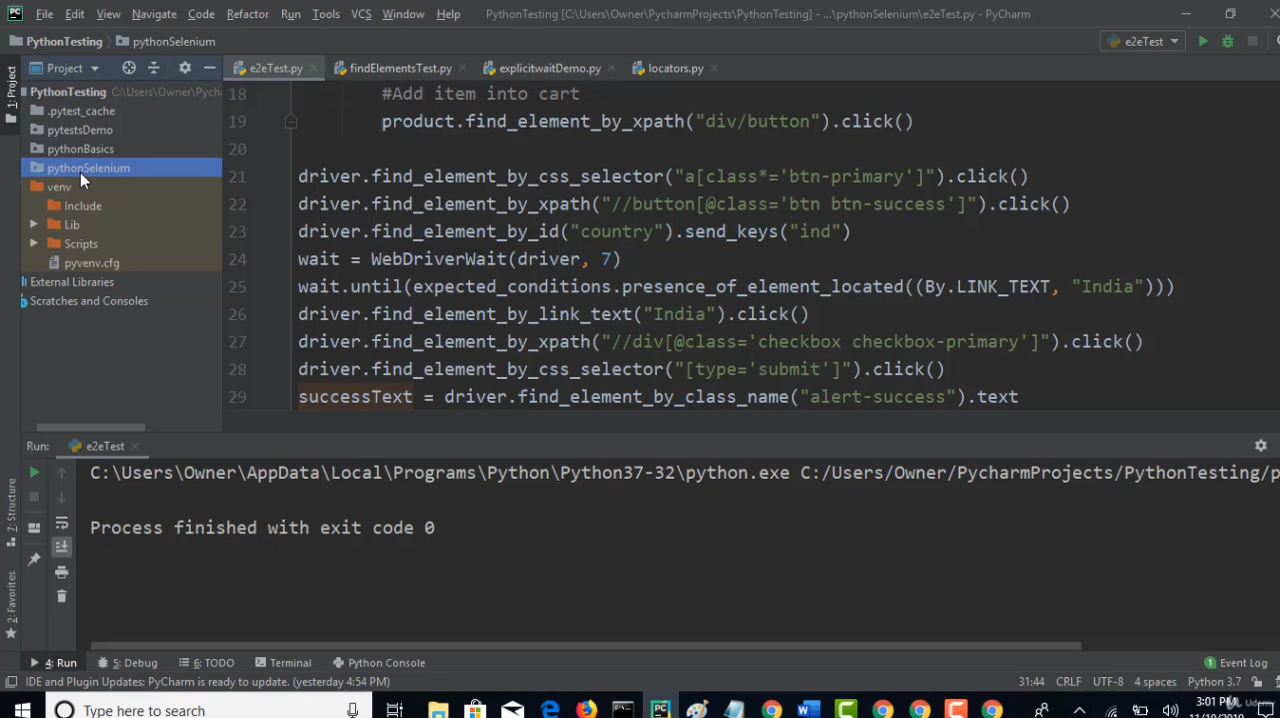 PC File Edit View Navigate Code Refactor Run Tools VCS Window Help PythonTesting [C:\Users\Owner\PycharmProjects\PythonTesting] - ...\pythonSelenium\e2eTest.py - PyCharm
PythonTesting pythonSelenium e2eTest
1: Project
Project
e2eTest.py findElementsTest.py explicitwaitDemo.py locators.py
PythonTesting C:\Users\Owner\Pycha
.pytest_cache
pytestsDemo
pythonBasics
pythonSelenium
venv
Include
Lib
Scripts
pyvenv.cfg
External Libraries
Scratches and Consoles
18 #Add item into cart
19 product.find_element_by_xpath("div/button").click()
20
21 driver.find_element_by_css_selector("a[class*='btn-primary']").click()
22 driver.find_element_by_xpath("//button[@class='btn btn-success']").click()
23 driver.find_element_by_id("country").send_keys("ind")
24 wait = WebDriverWait(driver, 7)
25 wait.until(expected_conditions.presence_of_element_located((By.LINK_TEXT, "India")))
26 driver.find_element_by_link_text("India").click()
27 driver.find_element_by_xpath("//div[@class='checkbox checkbox-primary']").click()
28 driver.find_element_by_css_selector("[type='submit']").click()
29 successText = driver.find_element_by_class_name("alert-success").text
Run: e2eTest
C:\Users\Owner\AppData\Local\Programs\Python\Python37-32\python.exe C:/Users/Owner/PycharmProjects/PythonTesting/p
Process finished with exit code 0
7: Structure
2: Favorites
4: Run 5: Debug 6: TODO Terminal Python Console 1 Event Log
IDE and Plugin Updates: PyCharm is ready to update. (yesterday 4:54 PM) 31:44 CRLF UTF-8 4 spaces Python 3.7
Type here to search
PC
3:01 PM